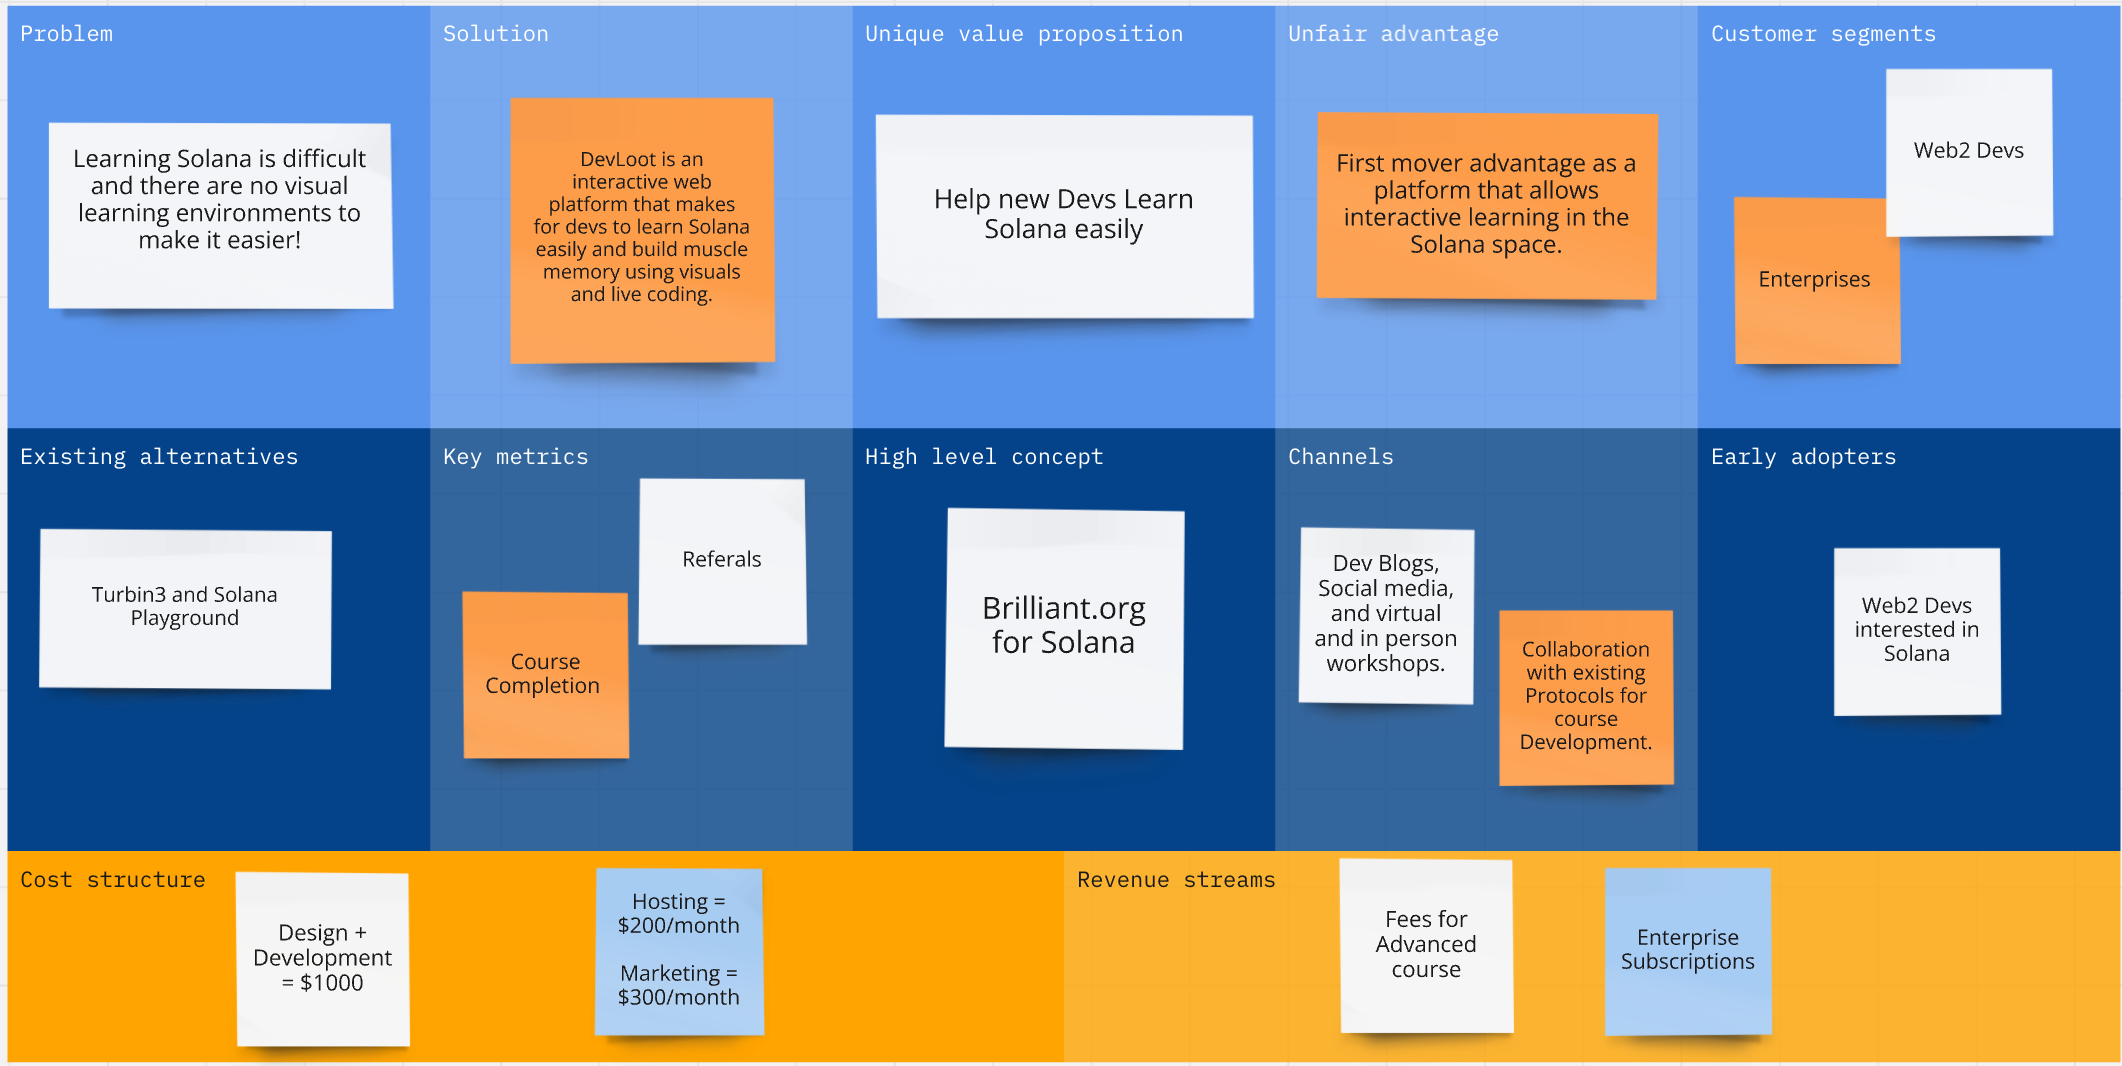 Problem
Learning Solana is difficult
and there are no visual
learning environments to
make it easier!
Solution
DevLoot is an
interactive web
platform that makes
for devs to learn Solana
easily and build muscle
memory using visuals
and live coding.
Unique value proposition
Help new Devs Learn
Solana easily
Unfair advantage
First mover advantage as a
platform that allows
interactive learning in the
Solana space.
Customer segments
Web2 Devs
Enterprises
Existing alternatives
Turbin3 and Solana
Playground
Key metrics
Referals
Course
Completion
High level concept
Brilliant.org
for Solana
Channels
Dev Blogs,
Social media,
and virtual
and in person
workshops.
Collaboration
with existing
Protocols for
course
Development.
Early adopters
Web2 Devs
interested in
Solana
Cost structure
Design +
Development
= $1000
Hosting =
$200/month
Marketing =
$300/month
Revenue streams
Fees for
Advanced
course
Enterprise
Subscriptions